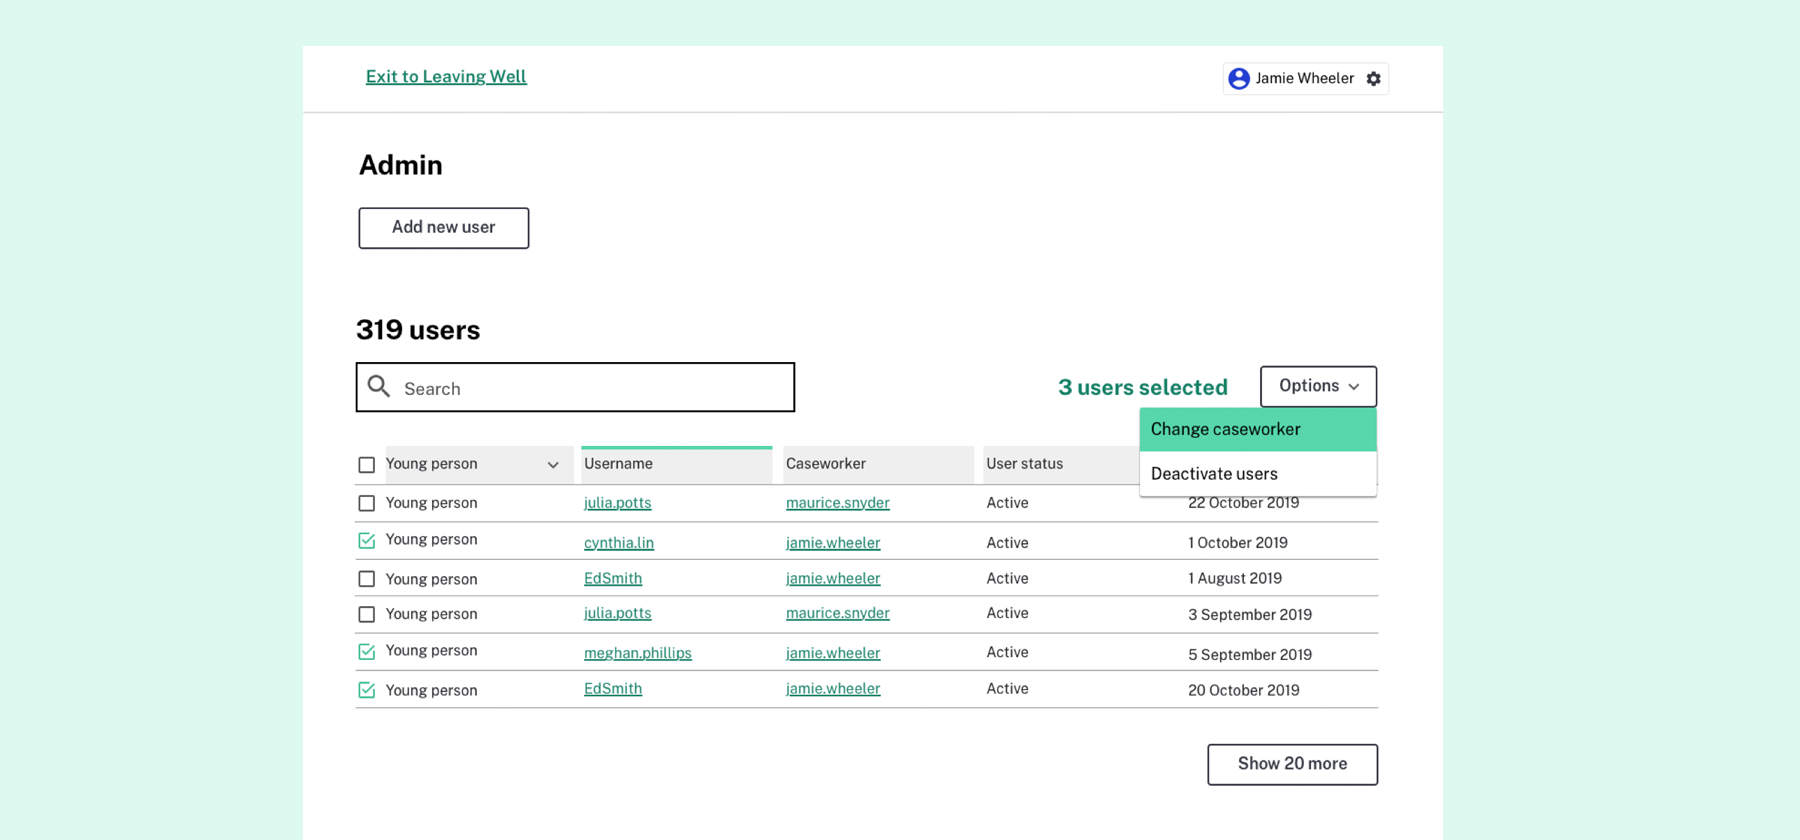 Exit to Leaving Well
Jamie Wheeler
Admin
Add new user
319 users
Search
3 users selected
Options
Change caseworker
Deactivate users
Young person Username Caseworker User status
Young person julia.potts maurice.snyder Active 22 October 2019
Young person cynthia.lin jamie.wheeler Active 1 October 2019
Young person EdSmith jamie.wheeler Active 1 August 2019
Young person julia.potts maurice.snyder Active 3 September 2019
Young person meghan.phillips jamie.wheeler Active 5 September 2019
Young person EdSmith jamie.wheeler Active 20 October 2019
Show 20 more